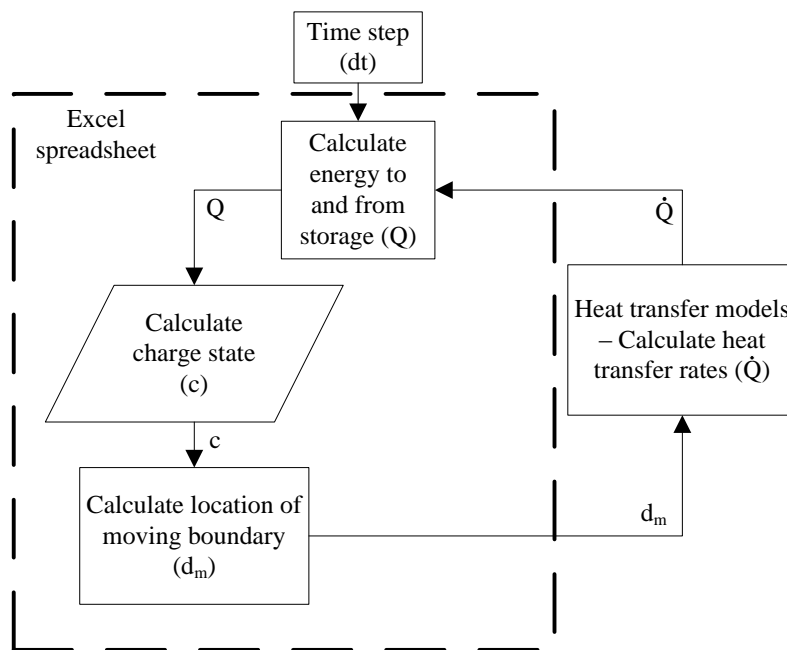 Time step
(dt)
Excel
spreadsheet
Calculate
energy to
and from
storage (Q)
Q
Q̇
Calculate
charge state
(c)
Heat transfer models
– Calculate heat
transfer rates (Q̇)
c
Calculate location of
moving boundary
(dₘ)
dₘ